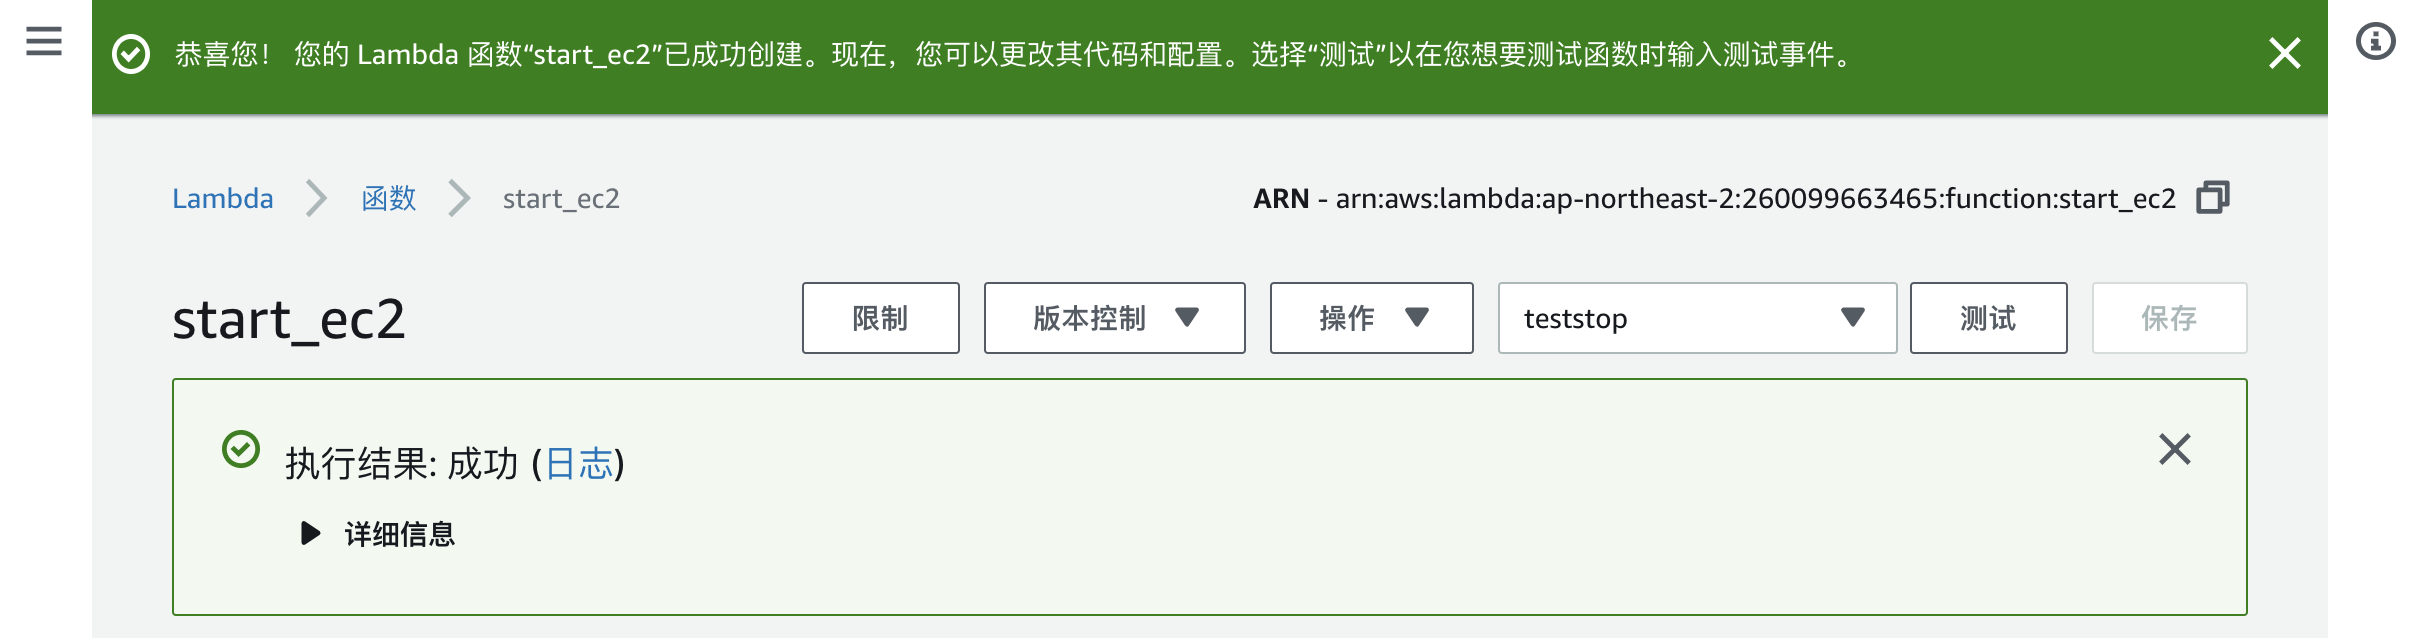 恭喜您！ 您的 Lambda 函数“start_ec2”已成功创建。现在，您可以更改其代码和配置。选择“测试”以在您想要测试函数时输入测试事件。
Lambda 函数 start_ec2 ARN - arn:aws:lambda:ap-northeast-2:260099663465:function:start_ec2
start_ec2 限制 版本控制 操作 teststop 测试 保存
执行结果: 成功 (日志)
详细信息